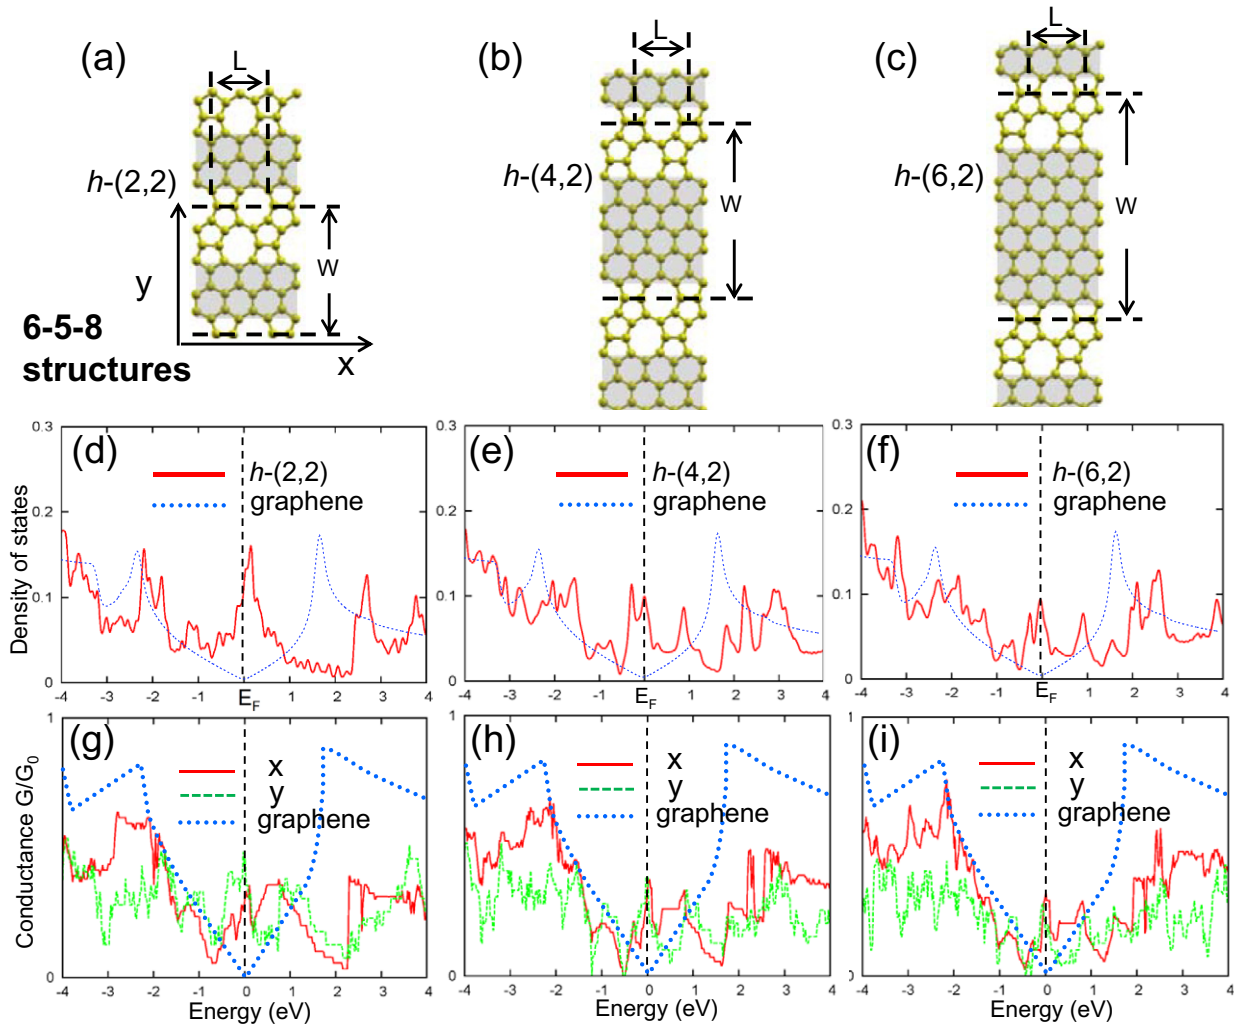 (a)
L
h-(2,2)
W
y
x
6-5-8
structures
(b)
L
h-(4,2)
W
(c)
L
h-(6,2)
W
(d)
h-(2,2)
graphene
Density of states
0.3
0.2
0.1
0
-4 -3 -2 -1 E_F 1 2 3 4
(e)
h-(4,2)
graphene
0.3
0.2
0.1
0
-4 -3 -2 -1 E_F 1 2 3 4
(f)
h-(6,2)
graphene
0.3
0.2
0.1
0
-4 -3 -2 -1 E_F 1 2 3 4
(g)
x
y
graphene
Conductance G/G₀
1
0
-4 -3 -2 -1 0 1 2 3 4
Energy (eV)
(h)
x
y
graphene
1
0
-4 -3 -2 -1 0 1 2 3 4
Energy (eV)
(i)
x
y
graphene
1
0
-4 -3 -2 -1 0 1 2 3 4
Energy (eV)